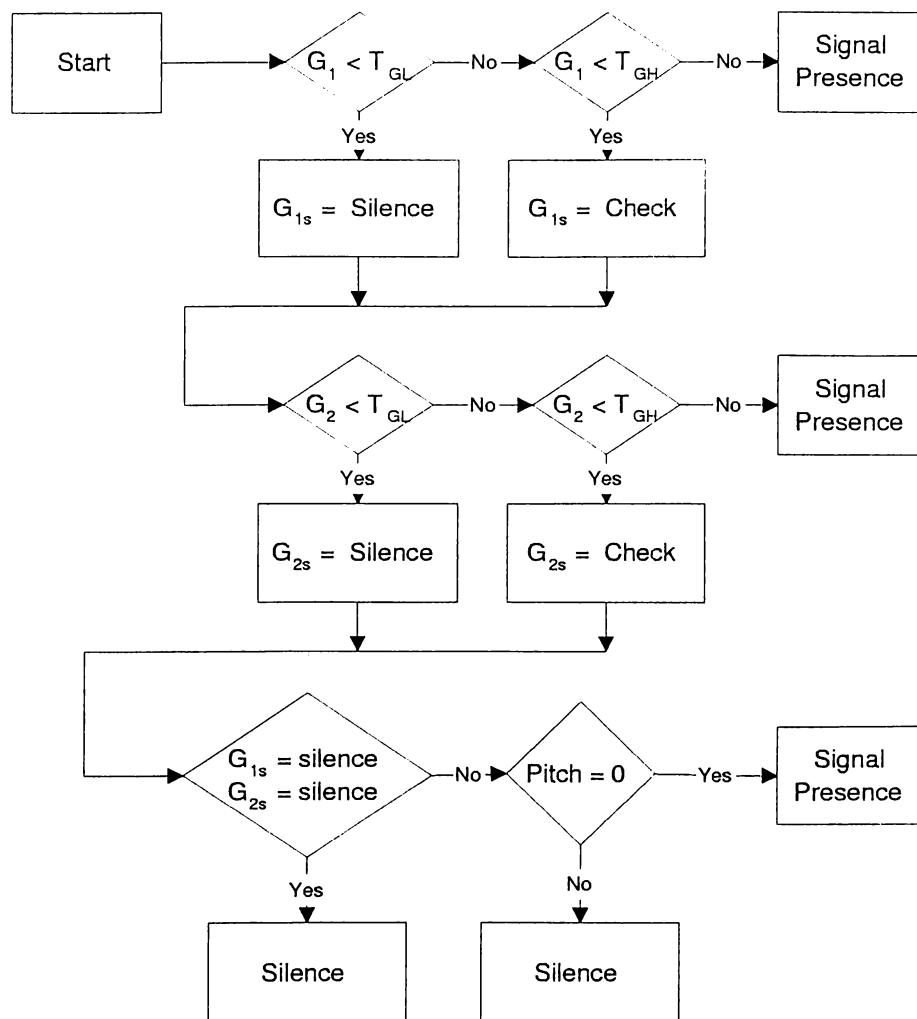 Start
G1 < TGL
No
G1 < TGH
No
Signal
Presence
Yes
Yes
G1s = Silence
G1s = Check
G2 < TGL
No
G2 < TGH
No
Signal
Presence
Yes
Yes
G2s = Silence
G2s = Check
G1s = silence
G2s = silence
No
Pitch = 0
Yes
Signal
Presence
Yes
No
Silence
Silence